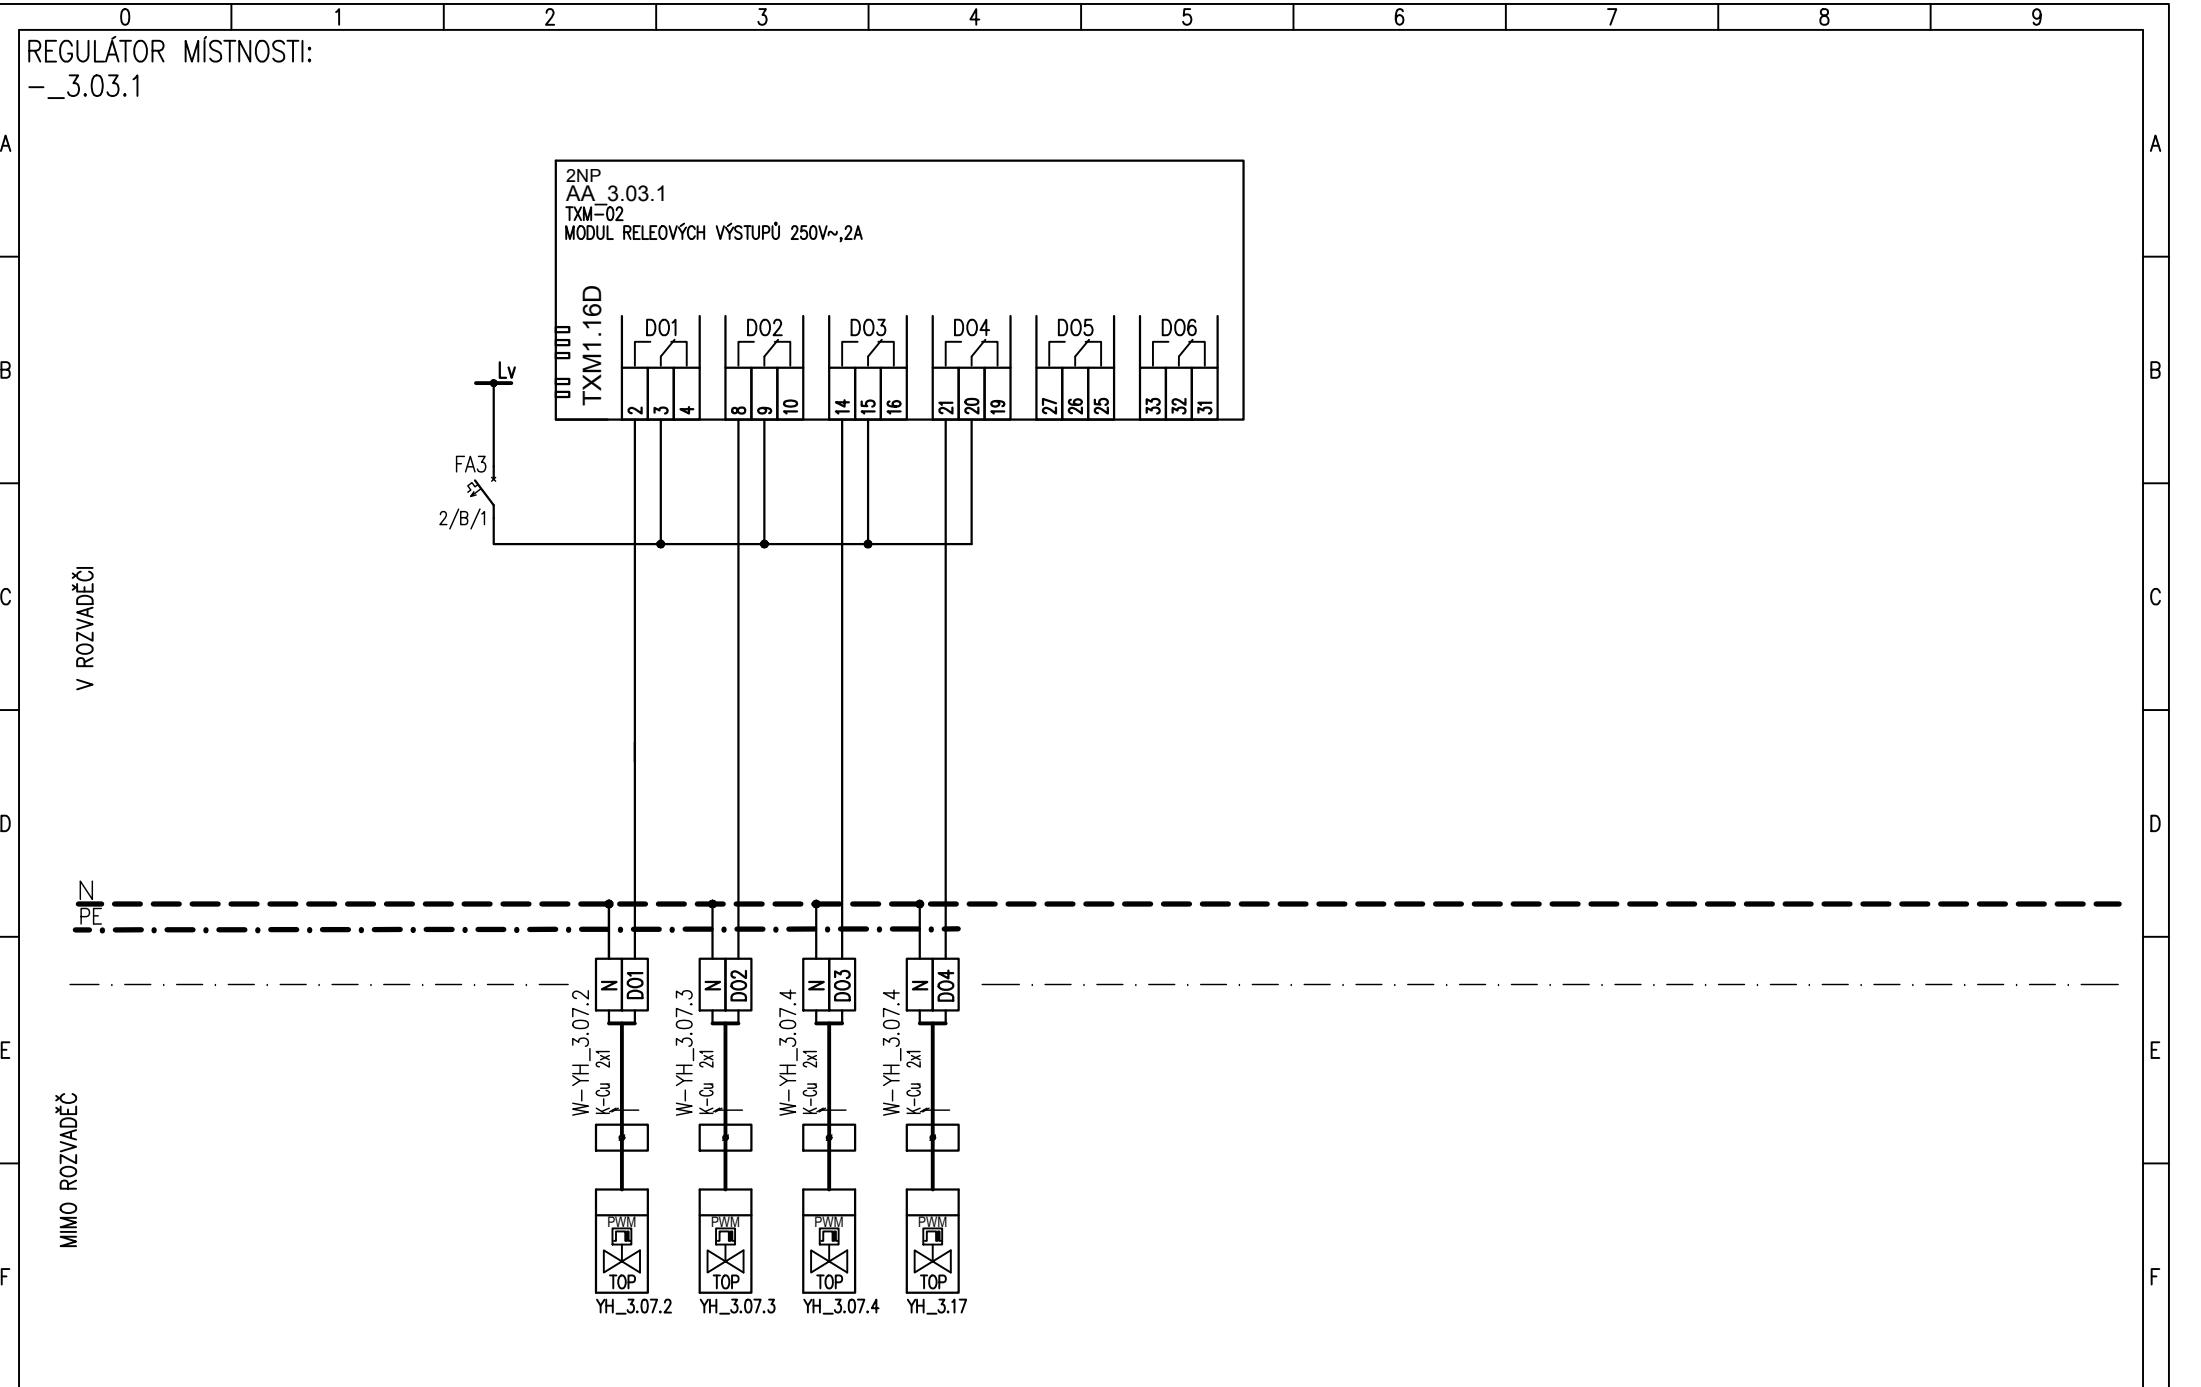 0 1 2 3 4 5 6 7 8 9
REGULÁTOR MÍSTNOSTI:
-_3.03.1
A A
2NP
AA_3.03.1
TXM-02
MODUL RELEOVÝCH VÝSTUPŮ 250V~,2A
TXM1.16D
DO1 DO2 DO3 DO4 DO5 DO6
B B
Lv
2 3 4 8 9 10 14 15 16 21 20 19 27 26 25 33 32 31
FA3
2/B/1
C C
V ROZVADĚČI
D D
N
PE
N DO1 N DO2 N DO3 N DO4
W-YH_3.07.2 W-YH_3.07.3 W-YH_3.07.4 W-YH_3.07.4
K-Cu 2x1 K-Cu 2x1 K-Cu 2x1 K-Cu 2x1
E E
MIMO ROZVADĚČ
PWM PWM PWM PWM
F F
TOP TOP TOP TOP
YH_3.07.2 YH_3.07.3 YH_3.07.4 YH_3.17